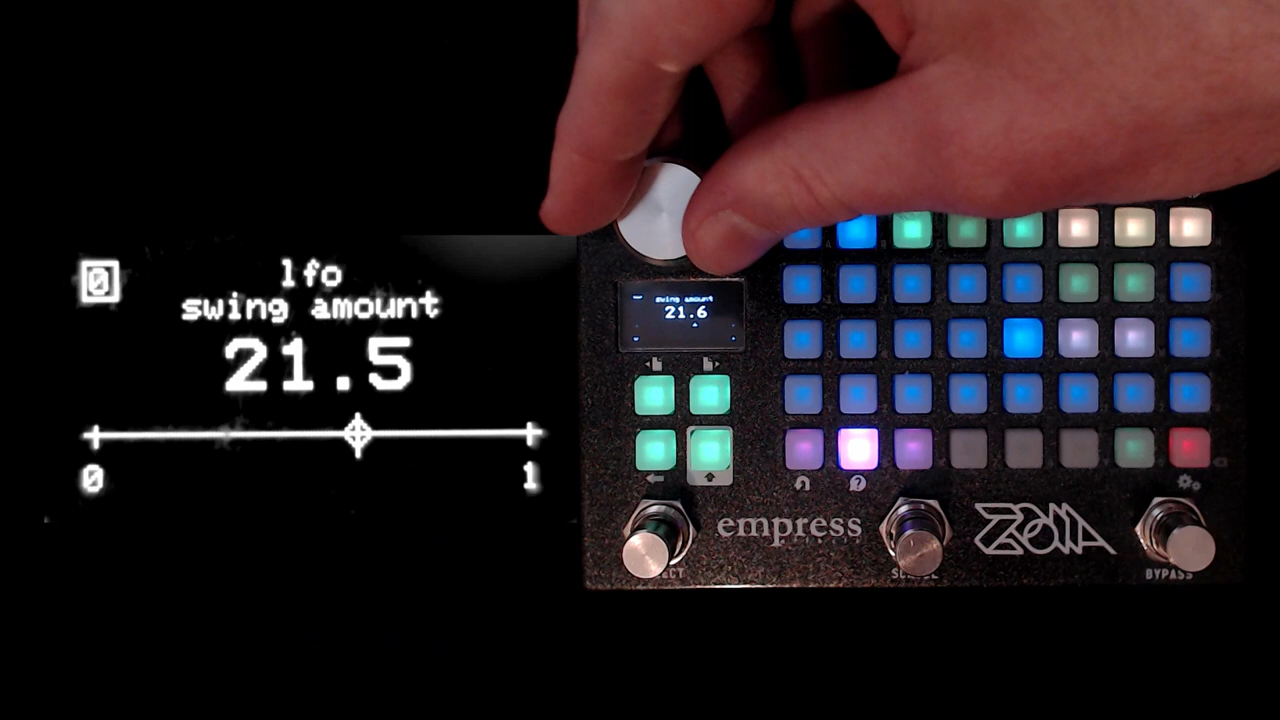 0
lfo
swing amount
21.5
0 1
swing amount
21.6
empress
ZOIA
BYPASS